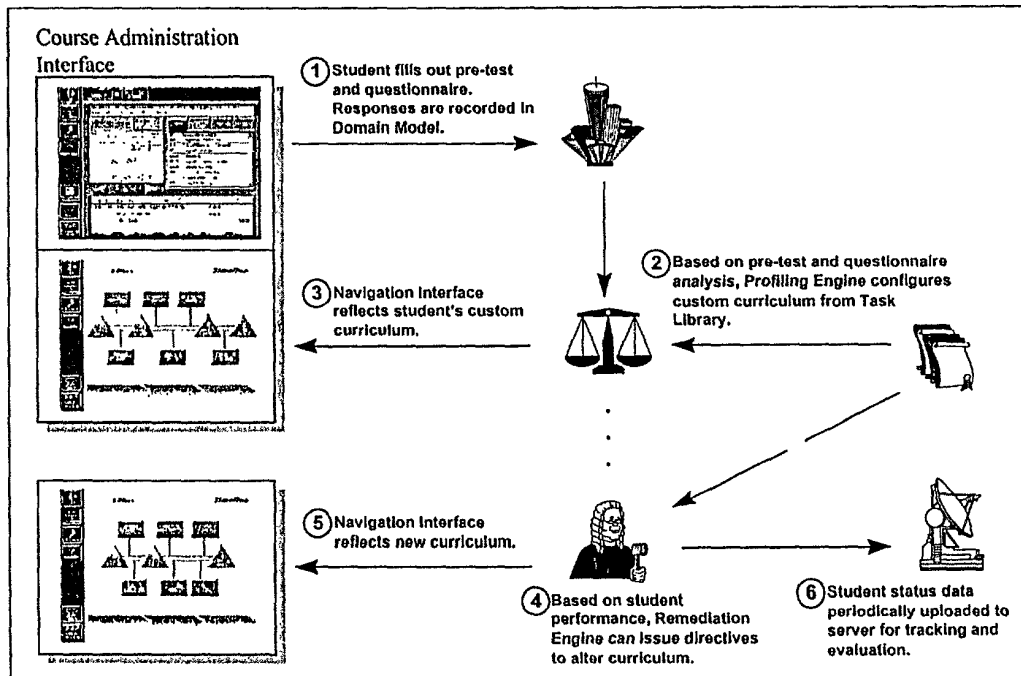 Course Administration
Interface
1 Student fills out pre-test
and questionnaire.
Responses are recorded in
Domain Model.
2 Based on pre-test and questionnaire
analysis, Profiling Engine configures
custom curriculum from Task
Library.
3 Navigation Interface
reflects student's custom
curriculum.
4 Based on student
performance, Remediation
Engine can issue directives
to alter curriculum.
5 Navigation Interface
reflects new curriculum.
6 Student status data
periodically uploaded to
server for tracking and
evaluation.